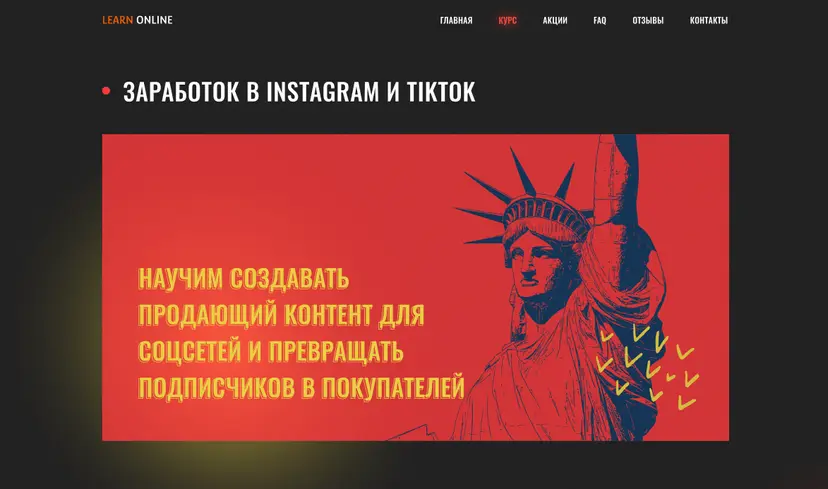 LEARN ONLINE
ГЛАВНАЯ КУРС АКЦИИ FAQ ОТЗЫВЫ КОНТАКТЫ
ЗАРАБОТОК В INSTAGRAM И TIKTOK
НАУЧИМ СОЗДАВАТЬ
ПРОДАЮЩИЙ КОНТЕНТ ДЛЯ
СОЦСЕТЕЙ И ПРЕВРАЩАТЬ
ПОДПИСЧИКОВ В ПОКУПАТЕЛЕЙ